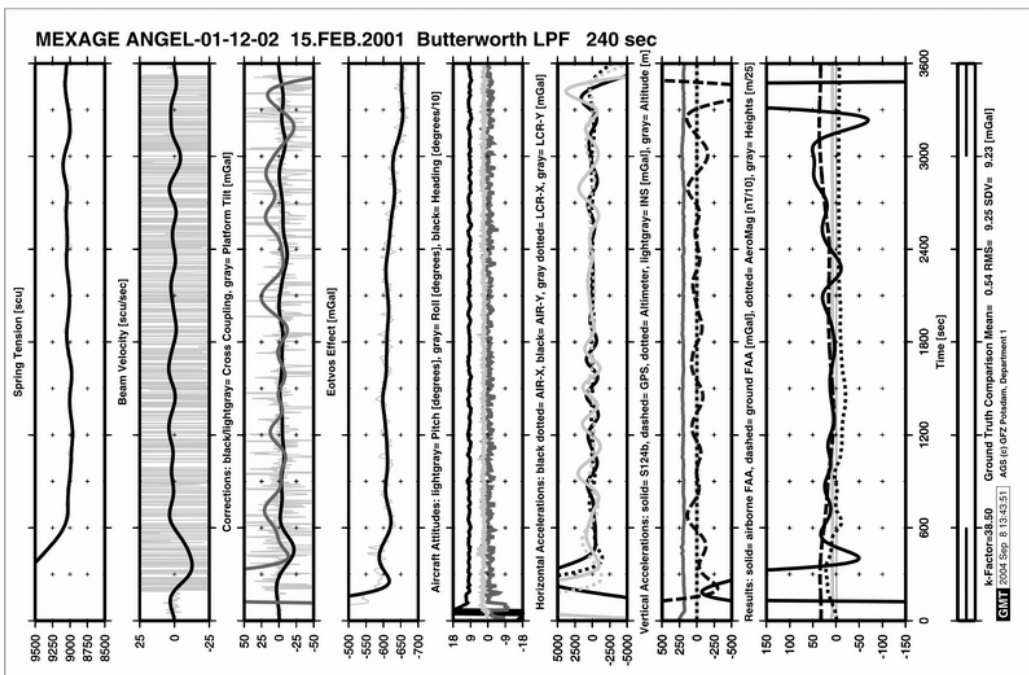 MEXAGE ANGEL-01-12-02 15.FEB.2001 Butterworth LPF 240 sec
Spring Tension [scu]
9500
9000
8500
Beam Velocity [scu/sec]
25
0
-25
Corrections: black/lightgray= Cross Coupling, gray= Platform Tilt [mGal]
50
25
0
-25
-50
Eotvos Effect [mGal]
-500
-600
-700
Aircraft Attitudes: lightgray= Pitch [degrees], gray= Roll [degrees], black= Heading [degrees/10]
18
9
0
-9
-18
Horizontal Accelerations: black dotted= AIR-X, black= AIR-Y, gray dotted= LCR-X, gray= LCR-Y [mGal]
5000
2500
0
-2500
-5000
Vertical Accelerations: solid= S124b, dashed= GPS, dotted= Altimeter, lightgray= INS [mGal], gray= Altitude [m]
500
250
0
-250
-500
Results: solid= airborne FAA, dashed= ground FAA [mGal], dotted= AeroMag [nT/10], gray= Heights [m/25]
150
100
50
0
-50
-100
-150
0 600 1200 1800 2400 3000 3600
Time [sec]
k-Factor=38.50 Ground Truth Comparison Mean= 0.54 RMS= 9.25 SDV= 9.23 [mGal]
GMT 2004 Sep 8 13:43:51 AGS (c) GFZ Potsdam, Department 1